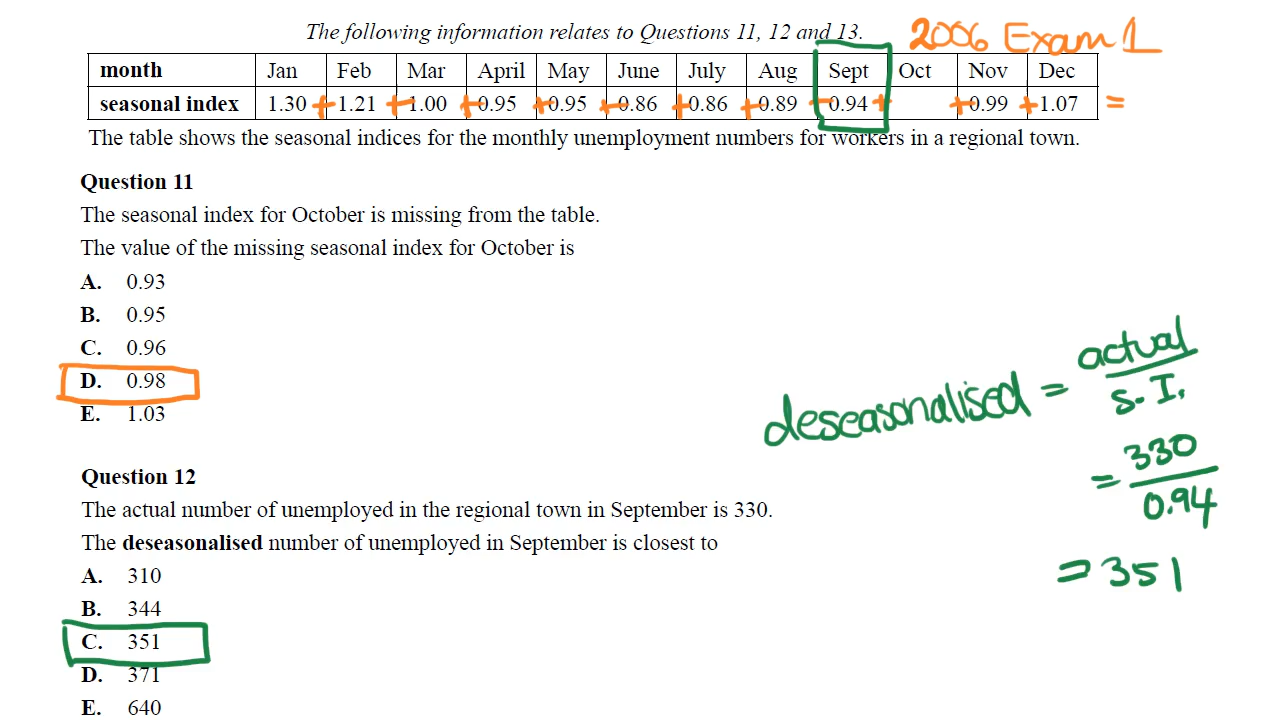 The following information relates to Questions 11, 12 and 13.
2006 Exam 1
month Jan Feb Mar April May June July Aug Sept Oct Nov Dec
seasonal index 1.30 + 1.21 + 1.00 + 0.95 + 0.95 + 0.86 + 0.86 + 0.89 + 0.94 + + 0.99 + 1.07 =
The table shows the seasonal indices for the monthly unemployment numbers for workers in a regional town.
Question 11
The seasonal index for October is missing from the table.
The value of the missing seasonal index for October is
A. 0.93
B. 0.95
C. 0.96
D. 0.98
E. 1.03
deseasonalised = actual / S.I.
= 330 / 0.94
= 351
Question 12
The actual number of unemployed in the regional town in September is 330.
The deseasonalised number of unemployed in September is closest to
A. 310
B. 344
C. 351
D. 371
E. 640